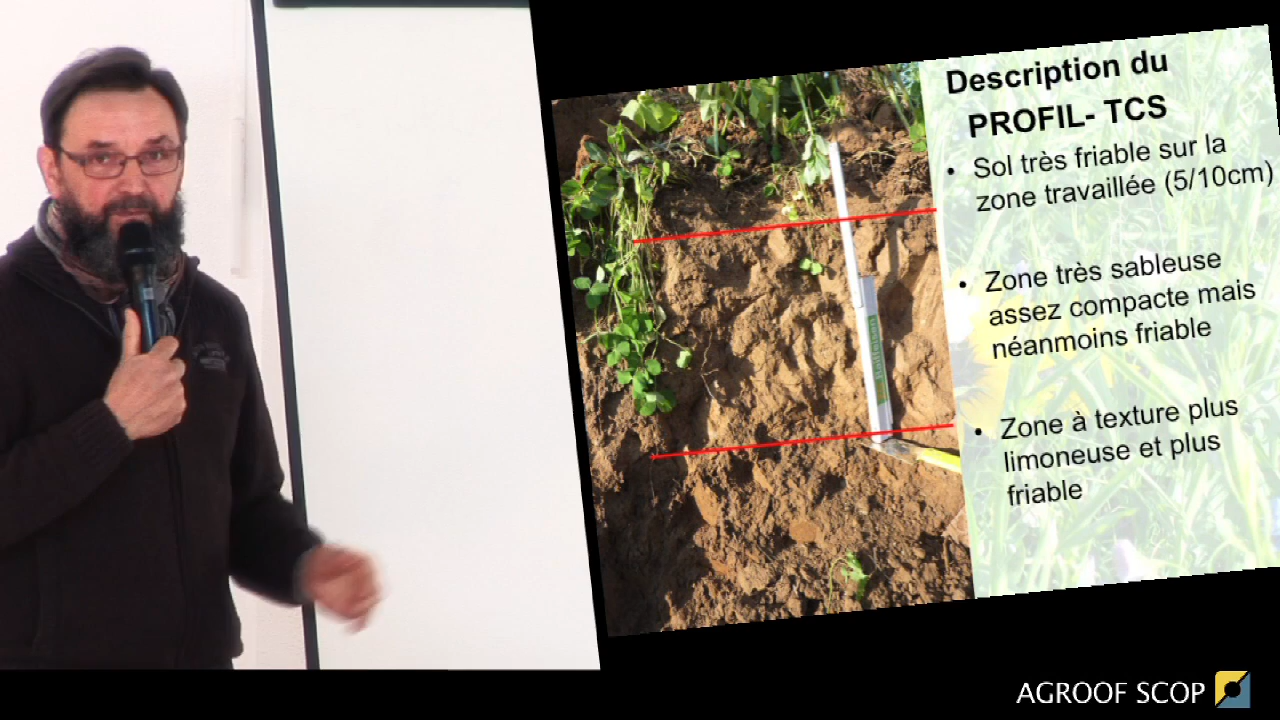 Description du
PROFIL- TCS
• Sol très friable sur la
zone travaillée (5/10cm)
• Zone très sableuse
assez compacte mais
néanmoins friable
• Zone à texture plus
limoneuse et plus
friable
AGROOF SCOP